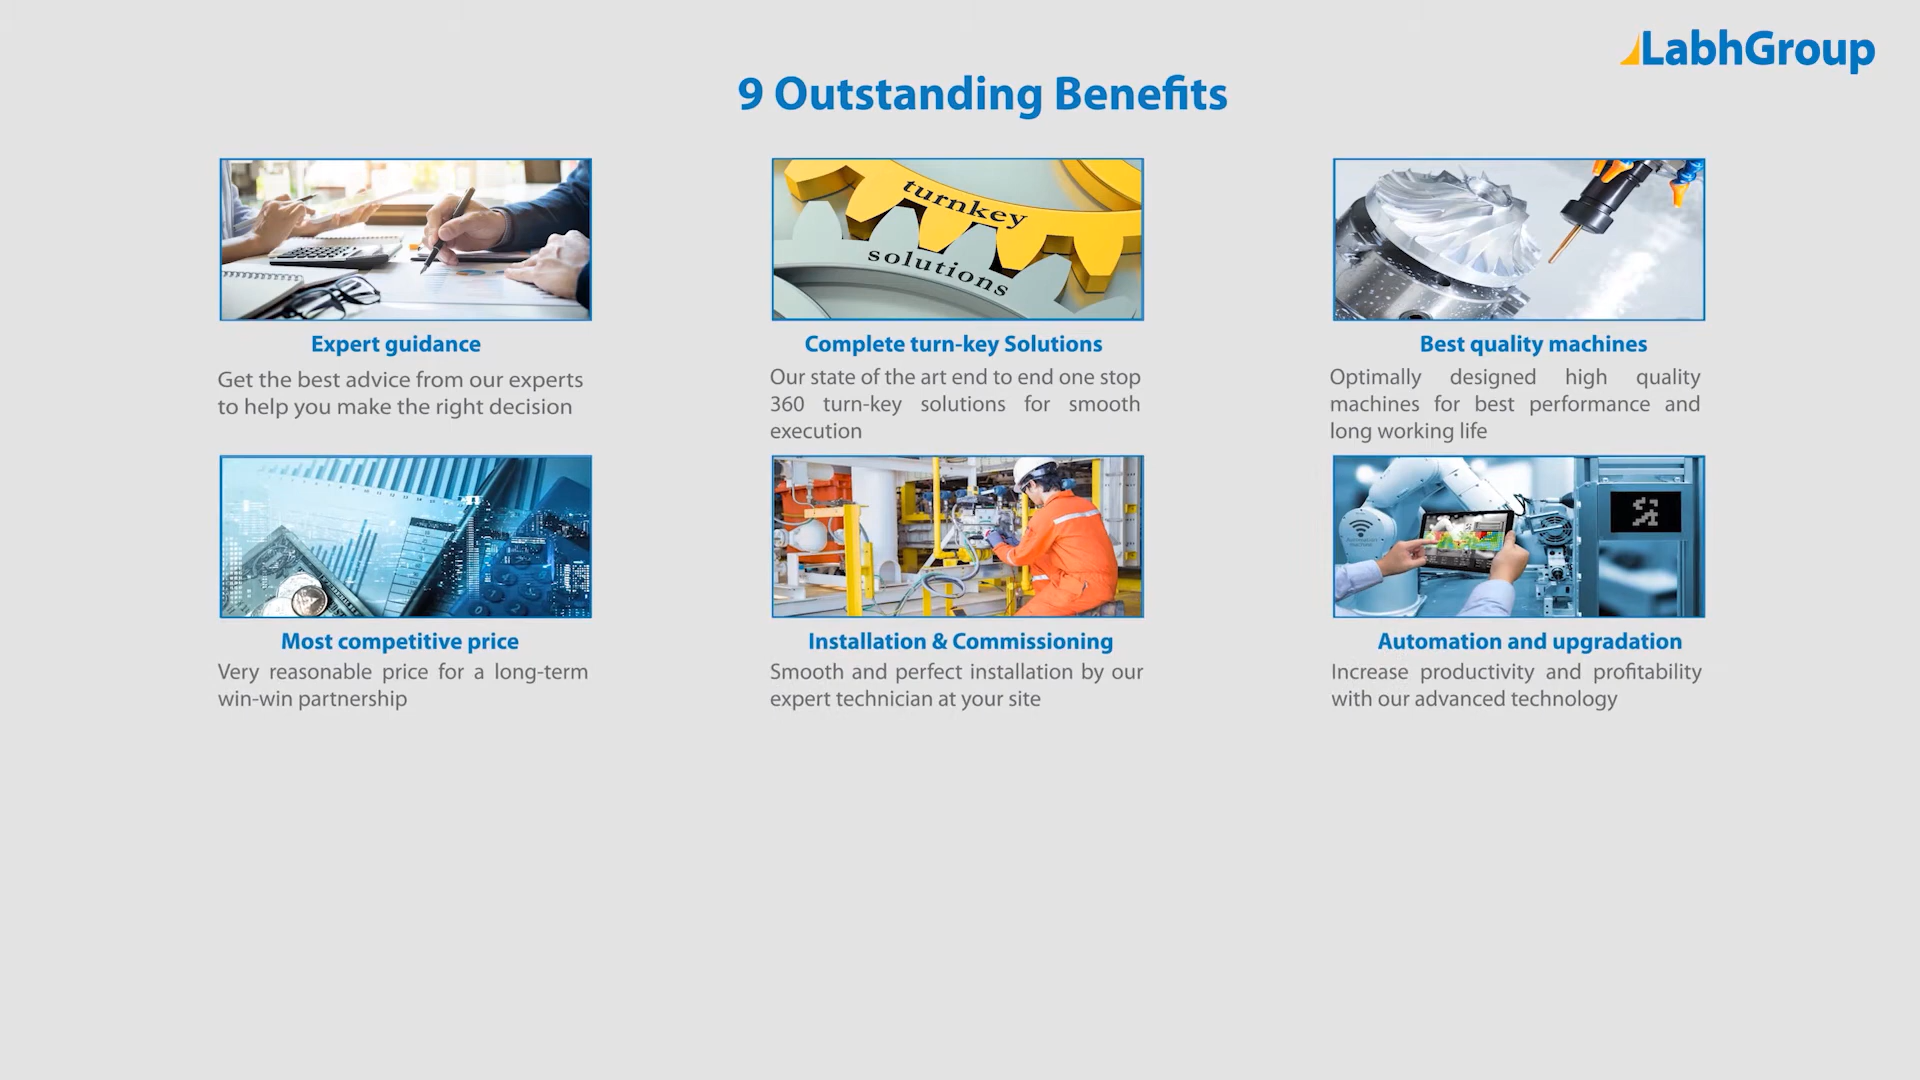 LabhGroup
9 Outstanding Benefits
turnkey
solutions
Expert guidance
Get the best advice from our experts
to help you make the right decision
Complete turn-key Solutions
Our state of the art end to end one stop
360 turn-key solutions for smooth
execution
Best quality machines
Optimally designed high quality
machines for best performance and
long working life
Most competitive price
Very reasonable price for a long-term
win-win partnership
Installation & Commissioning
Smooth and perfect installation by our
expert technician at your site
Automation and upgradation
Increase productivity and profitability
with our advanced technology